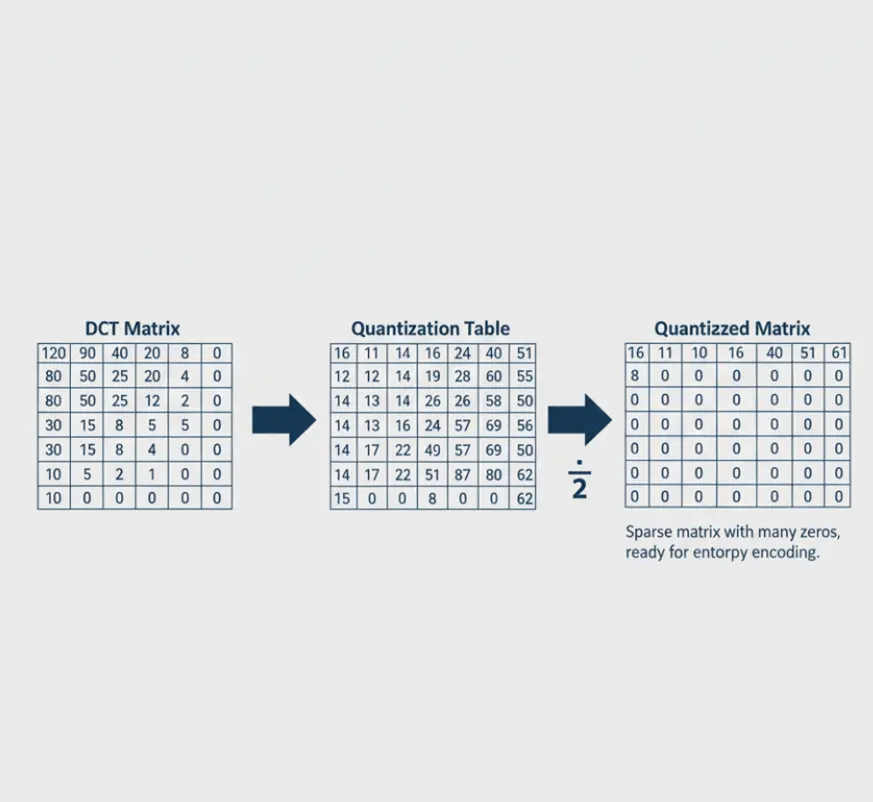 DCT Matrix
120 90 40 20 8 0
80 50 25 20 4 0
80 50 25 12 2 0
30 15 8 5 5 0
30 15 8 4 0 0
10 5 2 1 0 0
10 0 0 0 0 0
Quantization Table
16 11 14 16 24 40 51
12 12 14 19 28 60 55
14 13 14 26 26 58 50
14 13 16 24 57 69 56
14 17 22 49 57 69 50
14 17 22 51 87 80 62
15 0 0 8 0 0 62
÷
2
Quantizzed Matrix
16 11 10 16 40 51 61
8 0 0 0 0 0 0
0 0 0 0 0 0 0
0 0 0 0 0 0 0
0 0 0 0 0 0 0
0 0 0 0 0 0 0
0 0 0 0 0 0 0
Sparse matrix with many zeros,
ready for entorpy encoding.